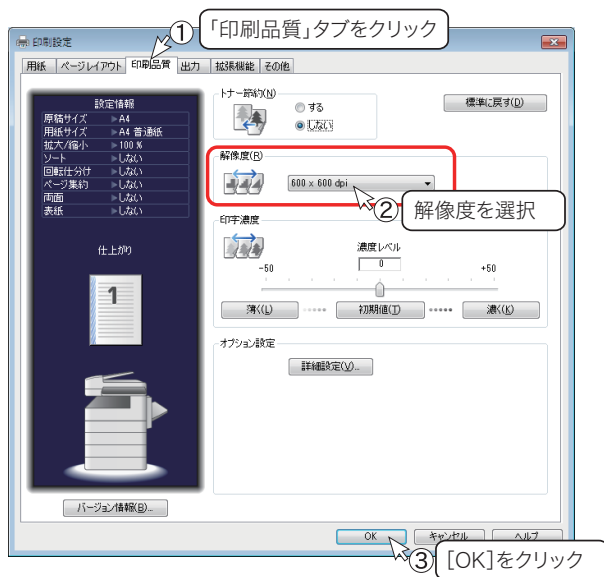 ① 「印刷品質」タブをクリック
印刷設定
用紙 ページレイアウト 印刷品質 出力 拡張機能 その他
設定情報
原稿サイズ ▶A4
用紙サイズ ▶A4 普通紙
拡大/縮小 ▶100 %
ソート ▶しない
回転仕分け ▶しない
ページ集約 ▶しない
両面 ▶しない
表紙 ▶しない
仕上がり
1
バージョン情報(B)...
トナー節約(N)
する
しない
標準に戻す(D)
解像度(R)
600 x 600 dpi
② 解像度を選択
印字濃度
濃度レベル
-50 0 +50
薄く(L) 初期値(T) 濃く(K)
オプション設定
詳細設定(V)...
OK キャンセル ヘルプ
③ [OK]をクリック